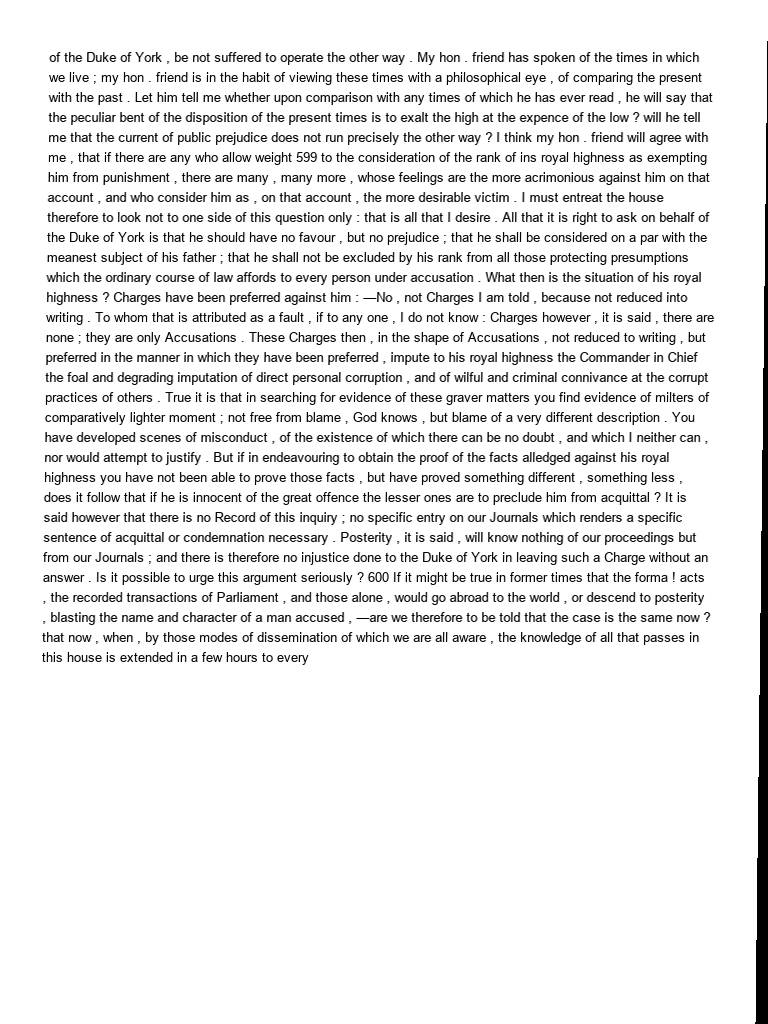 of the Duke of York , be not suffered to operate the other way . My hon . friend has spoken of the times in which
we live ; my hon . friend is in the habit of viewing these times with a philosophical eye , of comparing the present
with the past . Let him tell me whether upon comparison with any times of which he has ever read , he will say that
the peculiar bent of the disposition of the present times is to exalt the high at the expence of the low ? will he tell
me that the current of public prejudice does not run precisely the other way ? I think my hon . friend will agree with
me , that if there are any who allow weight 599 to the consideration of the rank of ins royal highness as exempting
him from punishment , there are many , many more , whose feelings are the more acrimonious against him on that
account , and who consider him as , on that account , the more desirable victim . I must entreat the house
therefore to look not to one side of this question only : that is all that I desire . All that it is right to ask on behalf of
the Duke of York is that he should have no favour , but no prejudice ; that he shall be considered on a par with the
meanest subject of his father ; that he shall not be excluded by his rank from all those protecting presumptions
which the ordinary course of law affords to every person under accusation . What then is the situation of his royal
highness ? Charges have been preferred against him : —No , not Charges I am told , because not reduced into
writing . To whom that is attributed as a fault , if to any one , I do not know : Charges however , it is said , there are
none ; they are only Accusations . These Charges then , in the shape of Accusations , not reduced to writing , but
preferred in the manner in which they have been preferred , impute to his royal highness the Commander in Chief
the foal and degrading imputation of direct personal corruption , and of wilful and criminal connivance at the corrupt
practices of others . True it is that in searching for evidence of these graver matters you find evidence of milters of
comparatively lighter moment ; not free from blame , God knows , but blame of a very different description . You
have developed scenes of misconduct , of the existence of which there can be no doubt , and which I neither can ,
nor would attempt to justify . But if in endeavouring to obtain the proof of the facts alledged against his royal
highness you have not been able to prove those facts , but have proved something different , something less ,
does it follow that if he is innocent of the great offence the lesser ones are to preclude him from acquittal ? It is
said however that there is no Record of this inquiry ; no specific entry on our Journals which renders a specific
sentence of acquittal or condemnation necessary . Posterity , it is said , will know nothing of our proceedings but
from our Journals ; and there is therefore no injustice done to the Duke of York in leaving such a Charge without an
answer . Is it possible to urge this argument seriously ? 600 If it might be true in former times that the forma ! acts
, the recorded transactions of Parliament , and those alone , would go abroad to the world , or descend to posterity
, blasting the name and character of a man accused , —are we therefore to be told that the case is the same now ?
that now , when , by those modes of dissemination of which we are all aware , the knowledge of all that passes in
this house is extended in a few hours to every